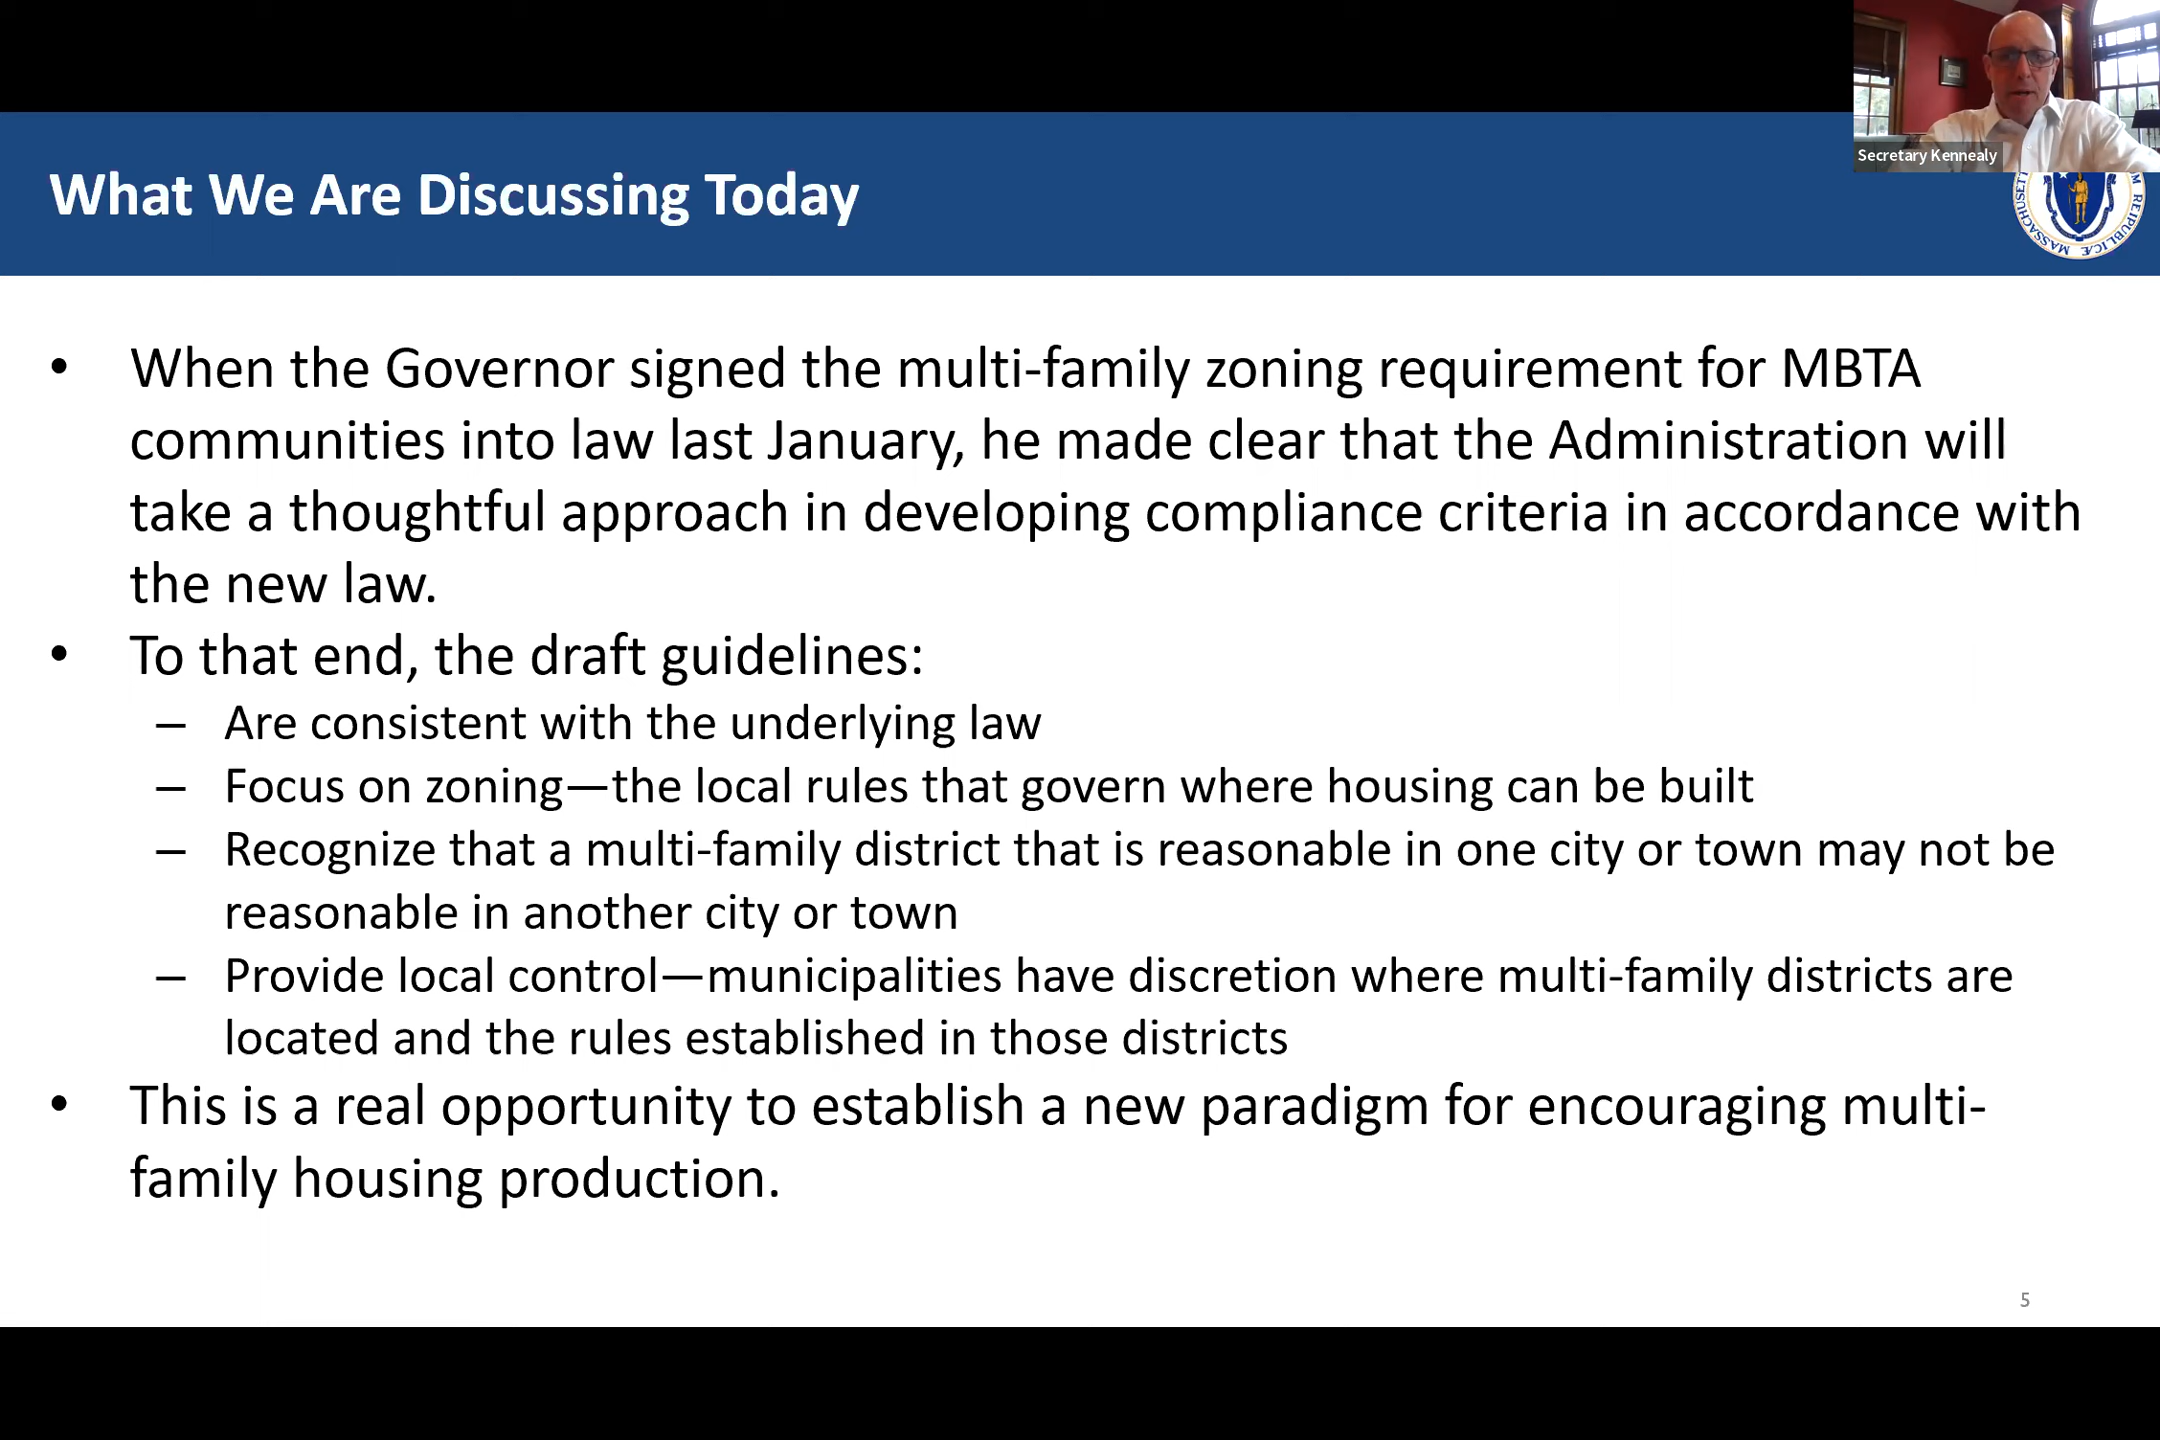 Secretary Kennealy
What We Are Discussing Today
MASSACHUSETT
REIPUBLICÆ
• When the Governor signed the multi-family zoning requirement for MBTA
communities into law last January, he made clear that the Administration will
take a thoughtful approach in developing compliance criteria in accordance with
the new law.
• To that end, the draft guidelines:
– Are consistent with the underlying law
– Focus on zoning—the local rules that govern where housing can be built
– Recognize that a multi-family district that is reasonable in one city or town may not be
reasonable in another city or town
– Provide local control—municipalities have discretion where multi-family districts are
located and the rules established in those districts
• This is a real opportunity to establish a new paradigm for encouraging multi-
family housing production.
5